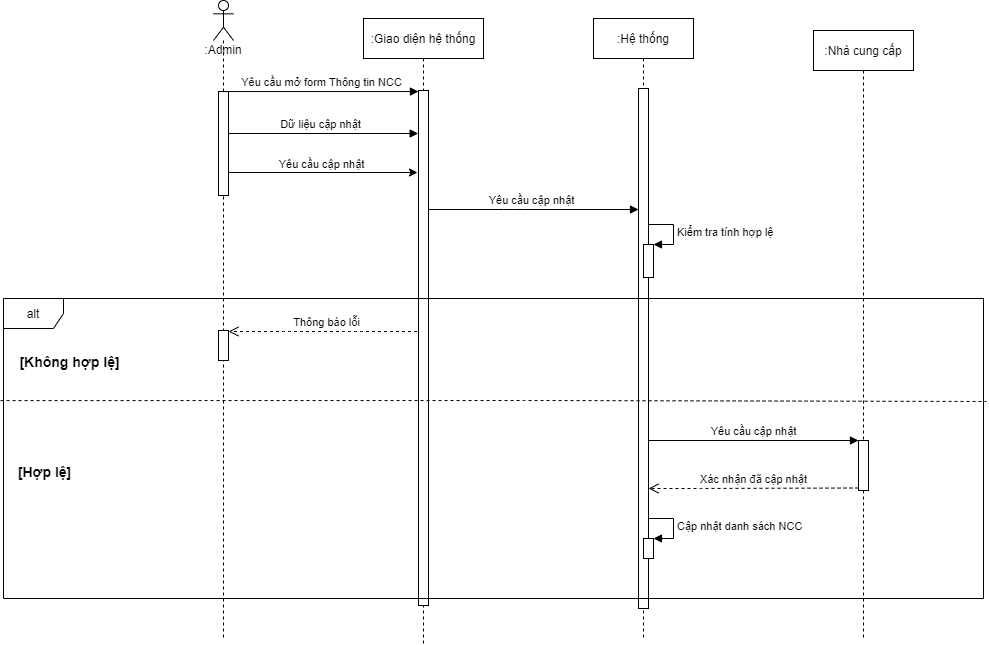 :Admin
:Giao diện hệ thống
:Hệ thống
:Nhà cung cấp
Yêu cầu mở form Thông tin NCC
Dữ liệu cập nhật
Yêu cầu cập nhật
Yêu cầu cập nhật
Kiểm tra tính hợp lệ
alt
Thông báo lỗi
[Không hợp lệ]
Yêu cầu cập nhật
[Hợp lệ]
Xác nhận đã cập nhật
Cập nhật danh sách NCC